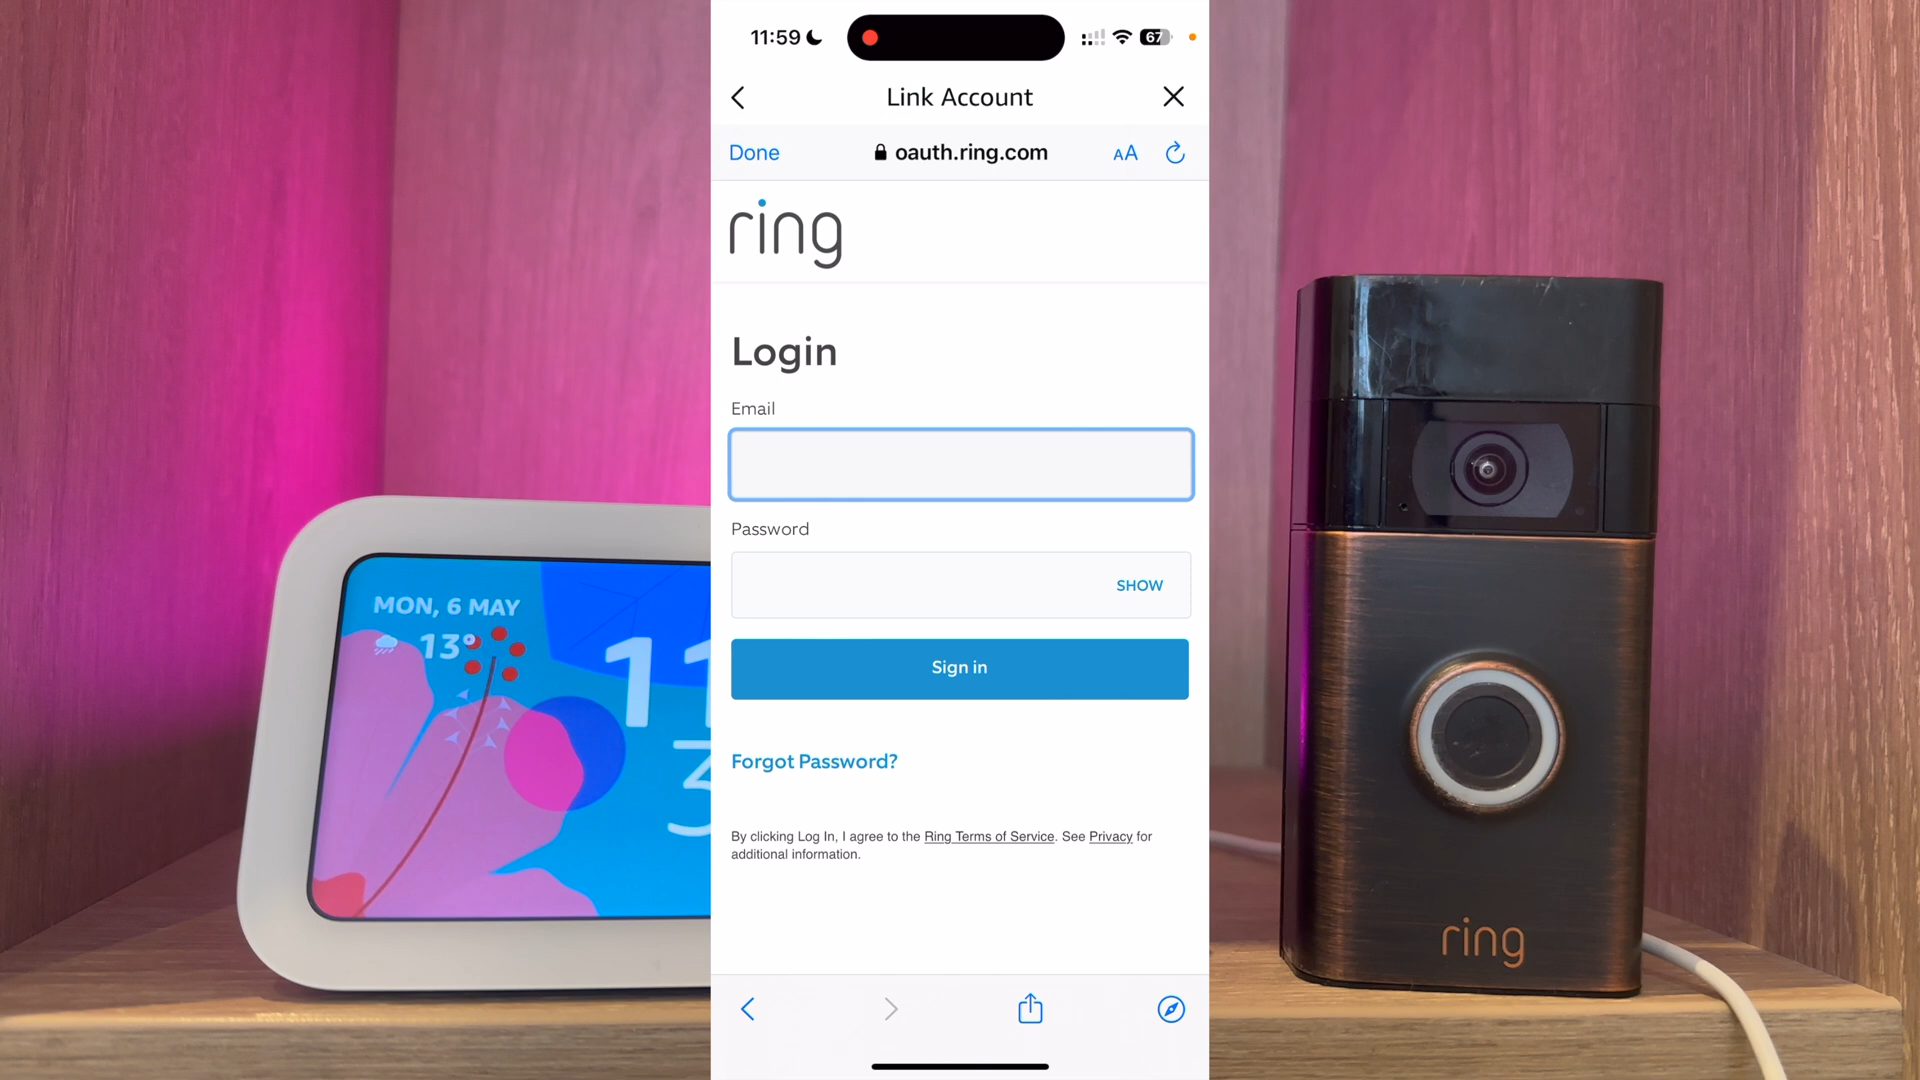 11:59
67
Link Account
Done
oauth.ring.com
AA
ring
Login
Email
Password
SHOW
Sign in
Forgot Password?
By clicking Log In, I agree to the Ring Terms of Service. See Privacy for
additional information.
MON, 6 MAY
13°
11
3
ring